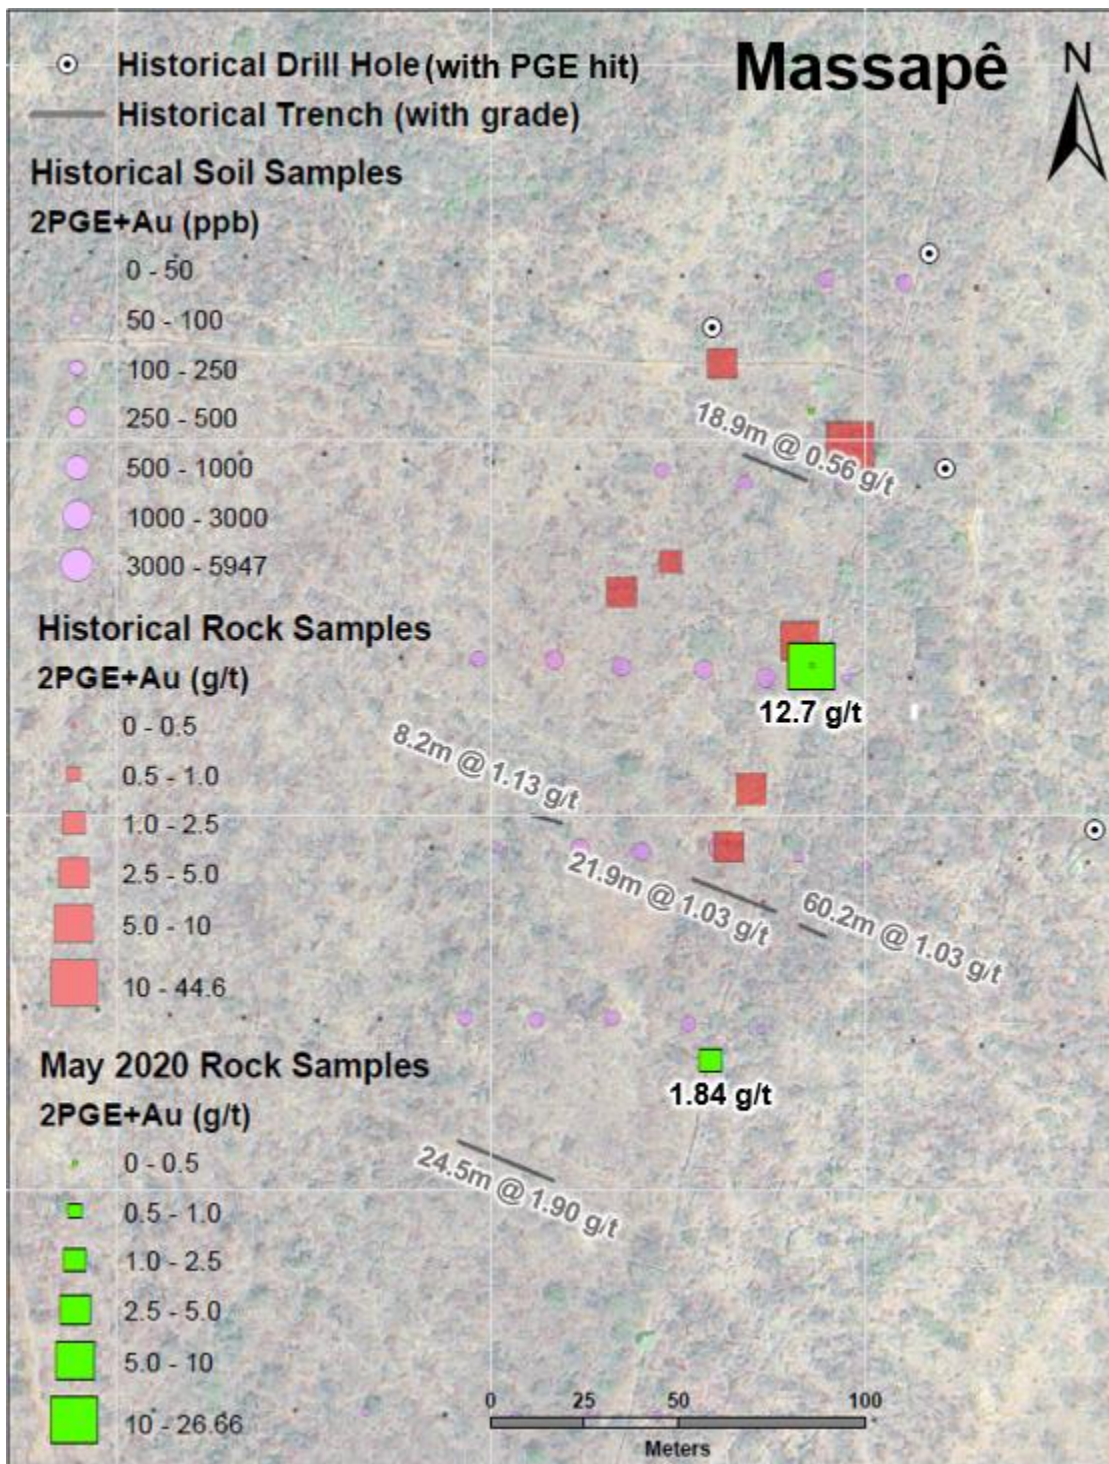 Massapê
N
Historical Drill Hole (with PGE hit)
Historical Trench (with grade)
Historical Soil Samples
2PGE+Au (ppb)
0 - 50
50 - 100
100 - 250
250 - 500
500 - 1000
1000 - 3000
3000 - 5947
Historical Rock Samples
2PGE+Au (g/t)
0 - 0.5
0.5 - 1.0
1.0 - 2.5
2.5 - 5.0
5.0 - 10
10 - 44.6
May 2020 Rock Samples
2PGE+Au (g/t)
0 - 0.5
0.5 - 1.0
1.0 - 2.5
2.5 - 5.0
5.0 - 10
10 - 26.66
18.9m @ 0.56 g/t
12.7 g/t
8.2m @ 1.13 g/t
21.9m @ 1.03 g/t
60.2m @ 1.03 g/t
1.84 g/t
24.5m @ 1.90 g/t
0 25 50 100
Meters